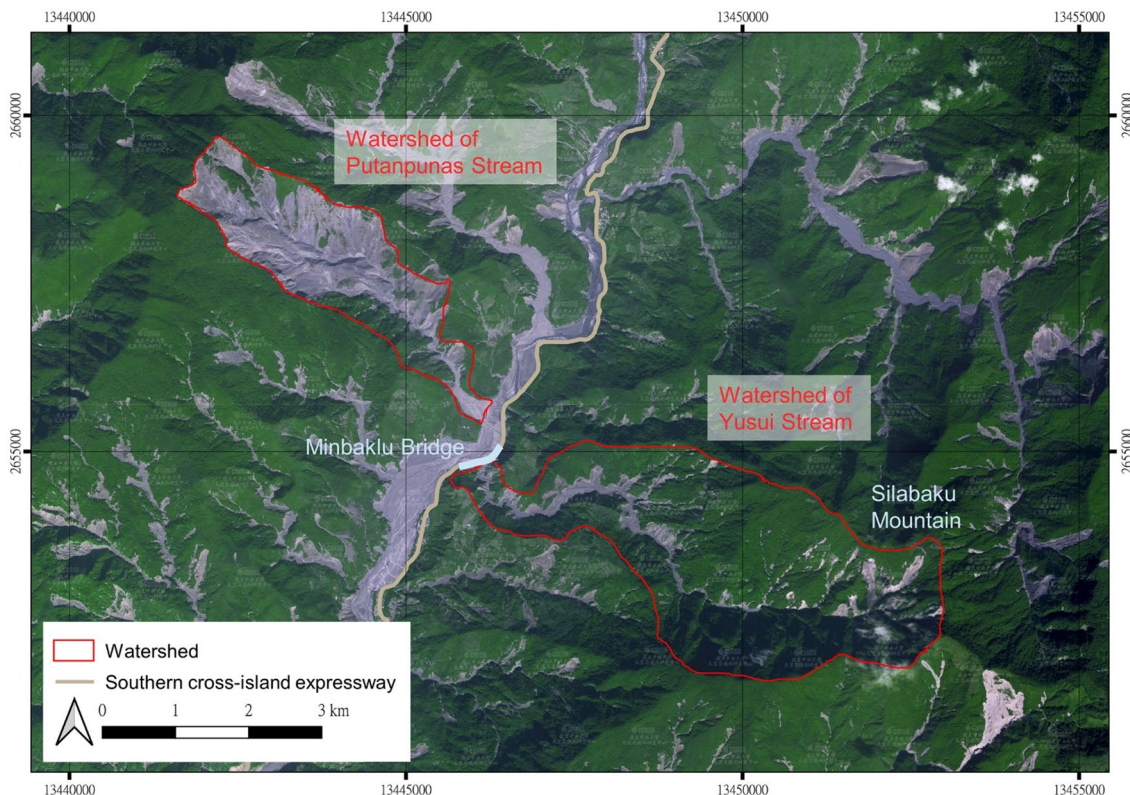 13440000
13445000
13450000
13455000
2660000
2660000
Watershed of
Putanpunas Stream
Watershed of
Yusui Stream
Minbaklu Bridge
2655000
2655000
Silabaku
Mountain
Watershed
Southern cross-island expressway
0 1 2 3 km
13440000
13445000
13450000
13455000